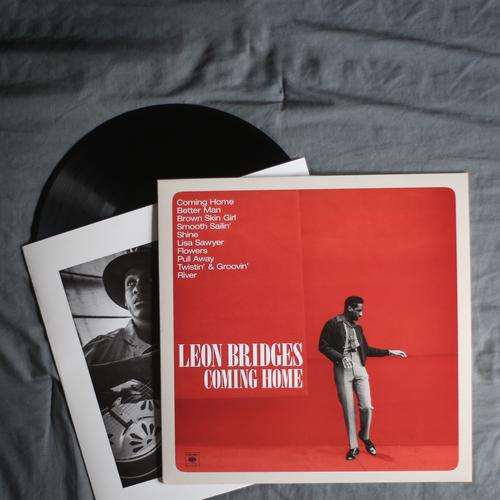 Coming Home
Better Man
Brown Skin Girl
Smooth Sailin'
Shine
Lisa Sawyer
Flowers
Pull Away
Twistin' & Groovin'
River
LEON BRIDGES
COMING HOME